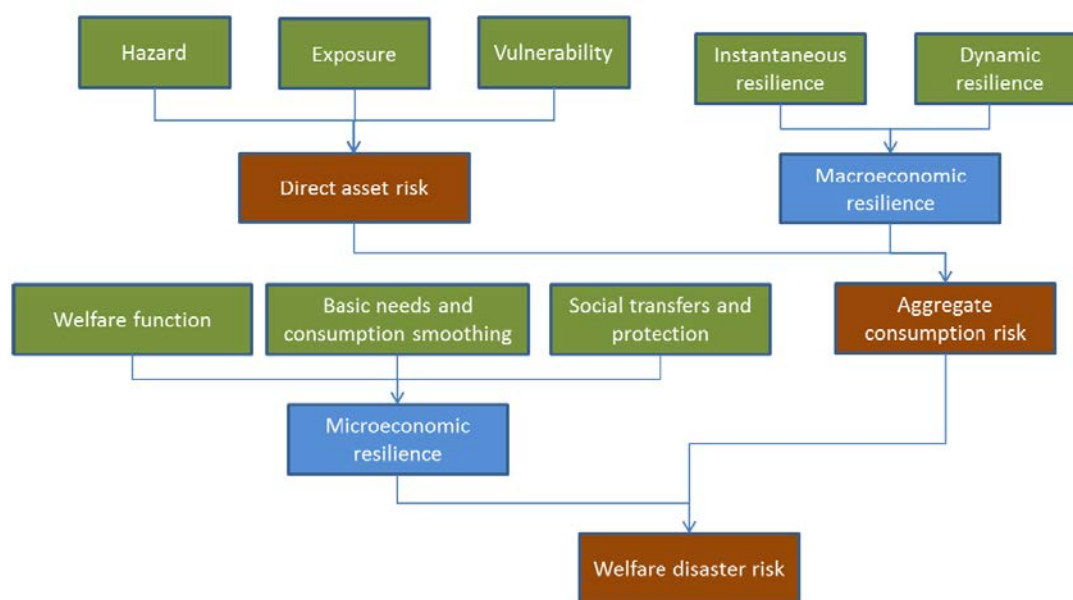 Hazard
Exposure
Vulnerability
Instantaneous
resilience
Dynamic
resilience
Direct asset risk
Macroeconomic
resilience
Welfare function
Basic needs and
consumption smoothing
Social transfers and
protection
Aggregate
consumption risk
Microeconomic
resilience
Welfare disaster risk